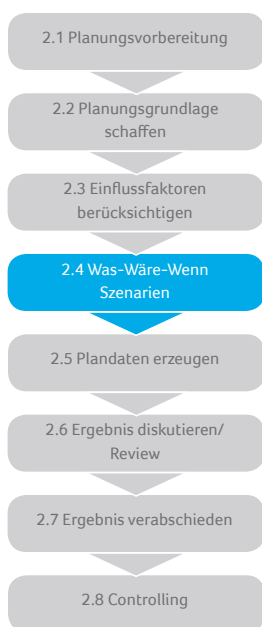 2.1 Planungsvorbereitung
2.2 Planungsgrundlage
schaffen
2.3 Einflussfaktoren
berücksichtigen
2.4 Was-Wäre-Wenn
Szenarien
2.5 Plandaten erzeugen
2.6 Ergebnis diskutieren/
Review
2.7 Ergebnis verabschieden
2.8 Controlling